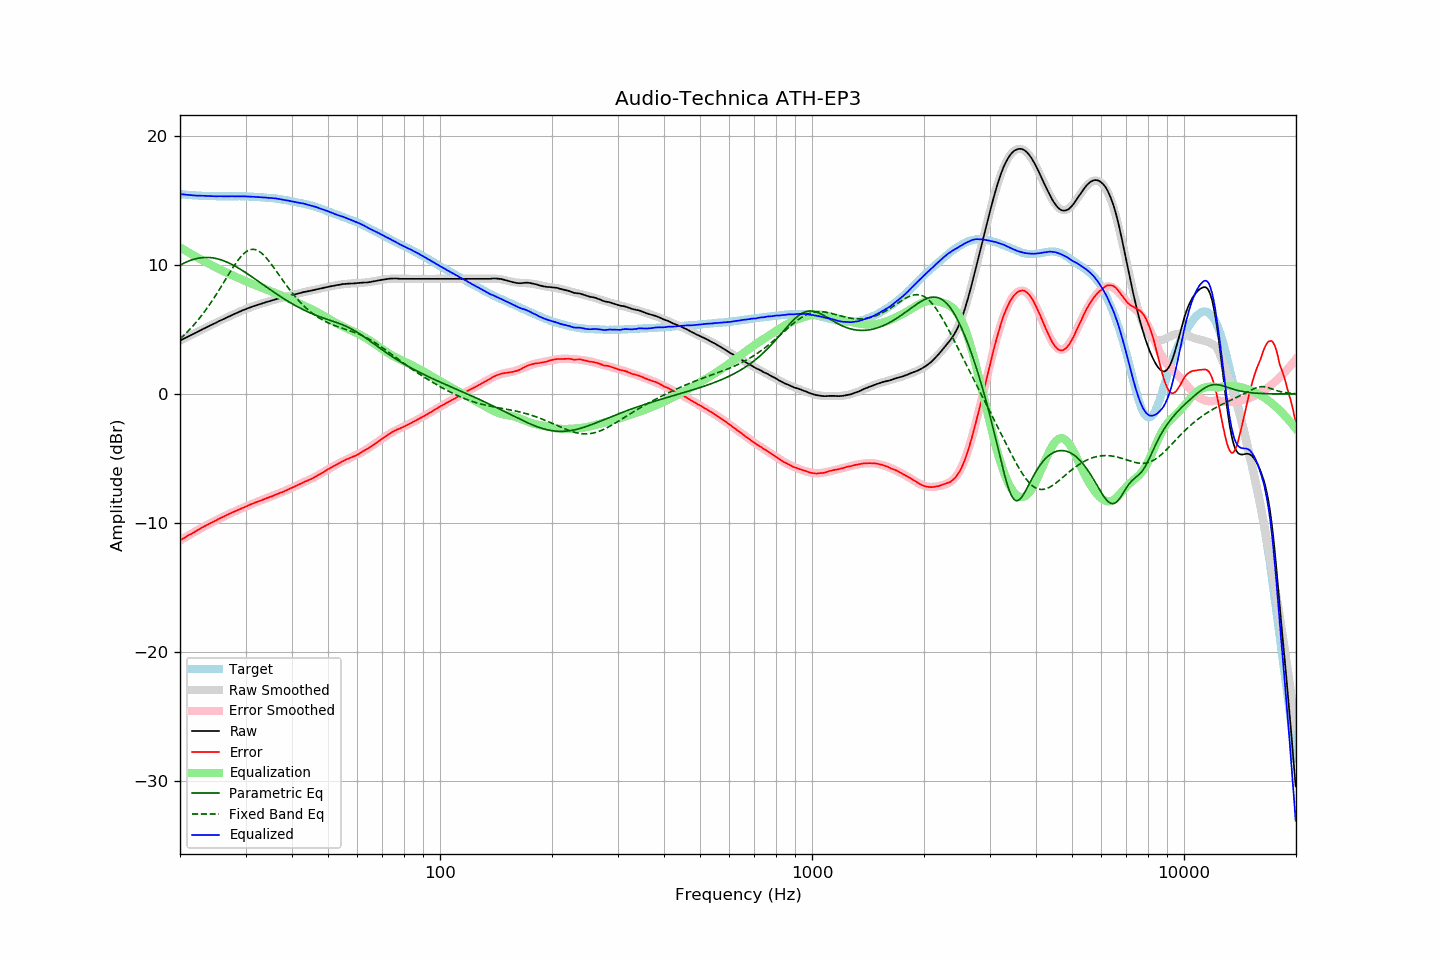 Audio-Technica ATH-EP3
20
10
0
−10
−20
−30
Amplitude (dBr)
Target
Raw Smoothed
Error Smoothed
Raw
Error
Equalization
Parametric Eq
Fixed Band Eq
Equalized
100 1000 10000
Frequency (Hz)